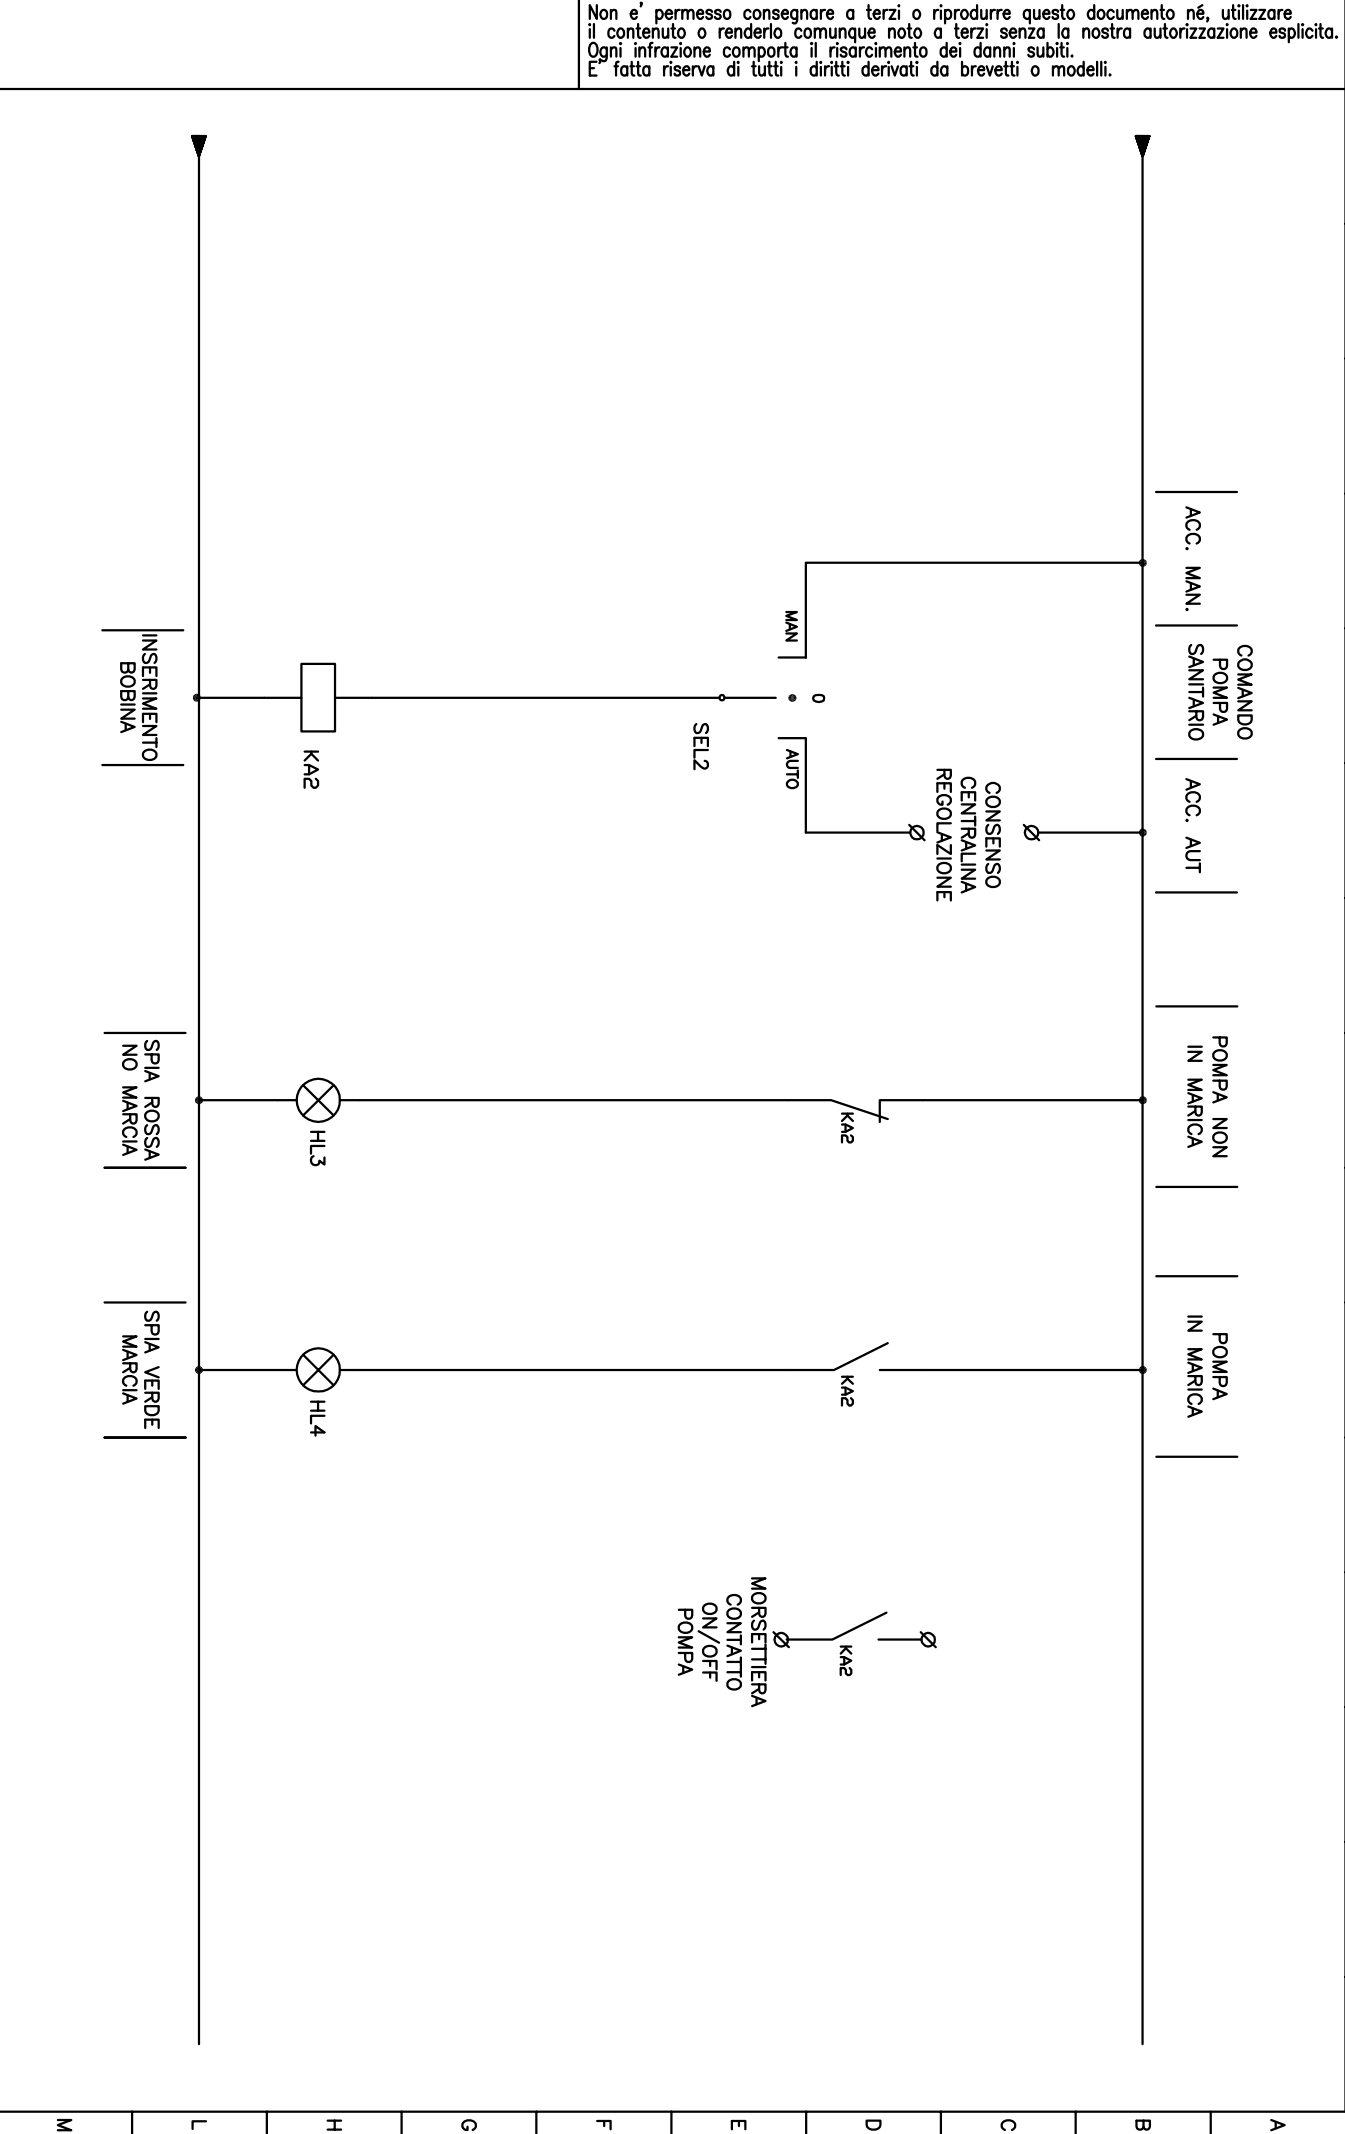 Non e' permesso consegnare a terzi o riprodurre questo documento né, utilizzare
il contenuto o renderlo comunque noto a terzi senza la nostra autorizzazione esplicita.
Ogni infrazione comporta il risarcimento dei danni subiti.
E' fatta riserva di tutti i diritti derivati da brevetti o modelli.
ACC. MAN.
COMANDO
POMPA
SANITARIO
ACC. AUT
POMPA NON
IN MARICA
POMPA
IN MARICA
CONSENSO
CENTRALINA
REGOLAZIONE
MAN
0
AUTO
SEL2
KA2
KA2
KA2
KA2
MORSETTIERA
CONTATTO
ON/OFF
POMPA
HL3
HL4
INSERIMENTO
BOBINA
SPIA ROSSA
NO MARCIA
SPIA VERDE
MARCIA
A
B
C
D
E
F
G
H
L
M